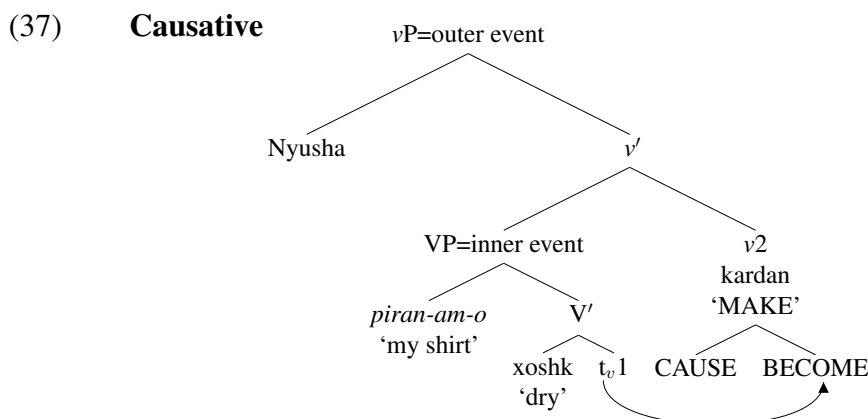 (37) Causative vP=outer event
Nyusha v′
VP=inner event v2
kardan
piran-am-o V′ ‘MAKE’
‘my shirt’
xoshk tv1 CAUSE BECOME
‘dry’